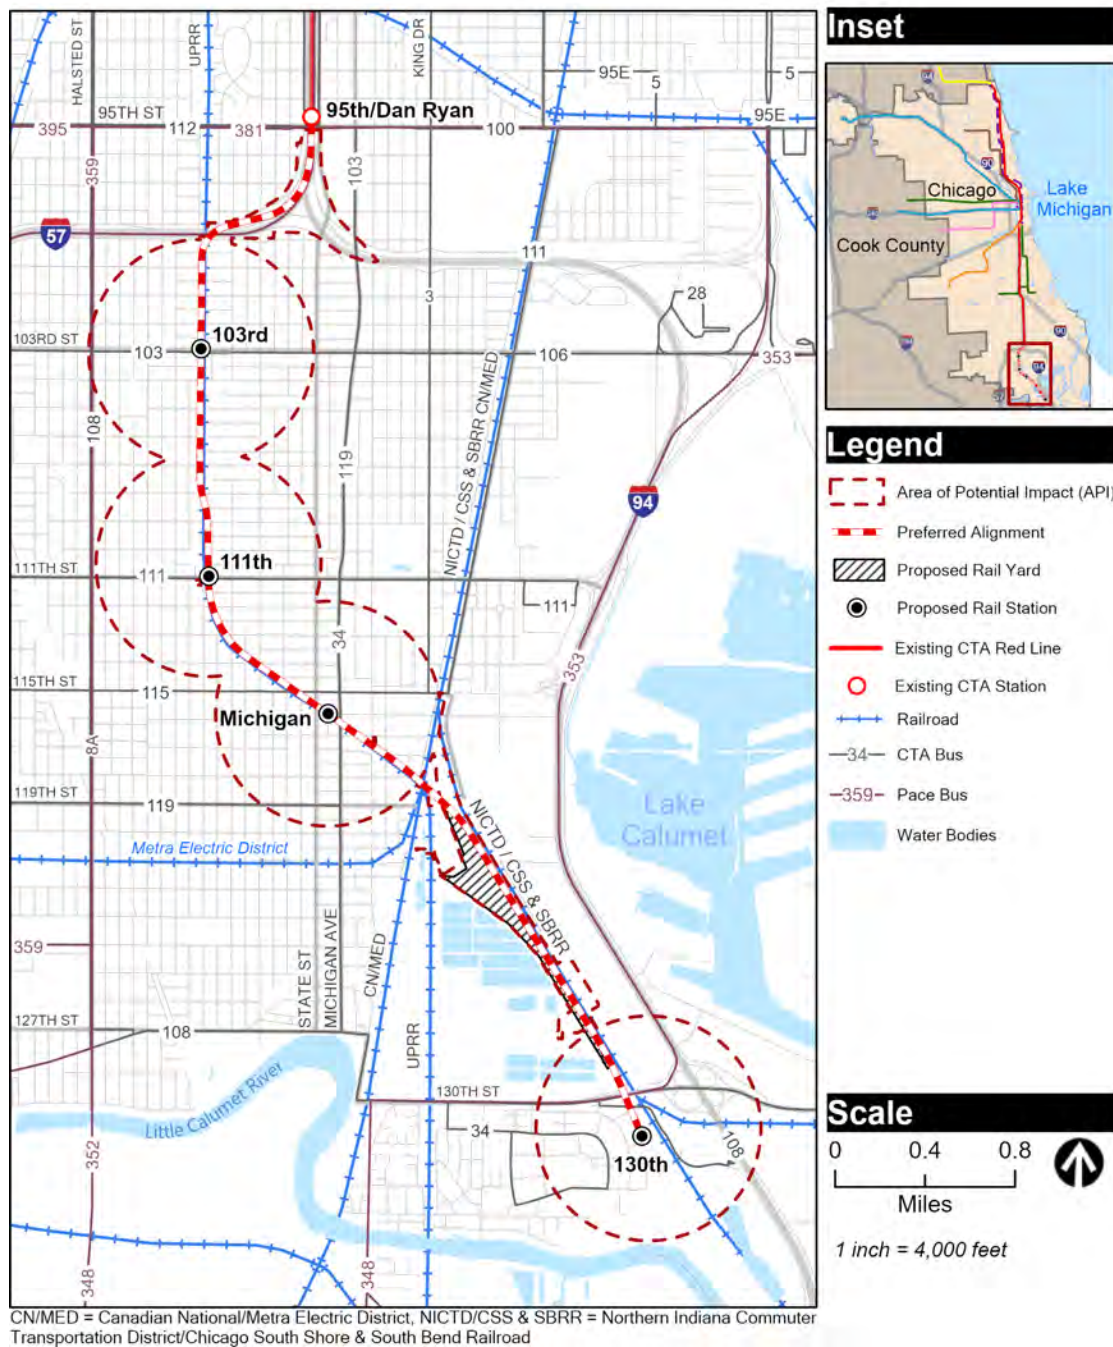 HALSTED ST
UPRR
KING DR
95E
5
5
95TH ST
95th/Dan Ryan
95E
395
112
381
100
359
103
57
111
3
28
103RD ST
103rd
103
106
353
108
119
NICTD / CSS & SBRR CN/MED
94
111th
111TH ST
111
111
34
353
115TH ST
115
Michigan
8A
119TH ST
119
Lake
Calumet
Metra Electric District
NICTD / CSS & SBRR
359
STATE ST
MICHIGAN AVE
CN/MED
127TH ST
108
UPRR
130TH ST
Little Calumet River
34
130th
108
352
348
348
CN/MED = Canadian National/Metra Electric District, NICTD/CSS & SBRR = Northern Indiana Commuter
Transportation District/Chicago South Shore & South Bend Railroad
Inset
94
90
Chicago
Lake
Michigan
Cook County
90
94
57
Legend
Area of Potential Impact (API)
Preferred Alignment
Proposed Rail Yard
Proposed Rail Station
Existing CTA Red Line
Existing CTA Station
Railroad
34 CTA Bus
359 Pace Bus
Water Bodies
Scale
0 0.4 0.8
Miles
1 inch = 4,000 feet